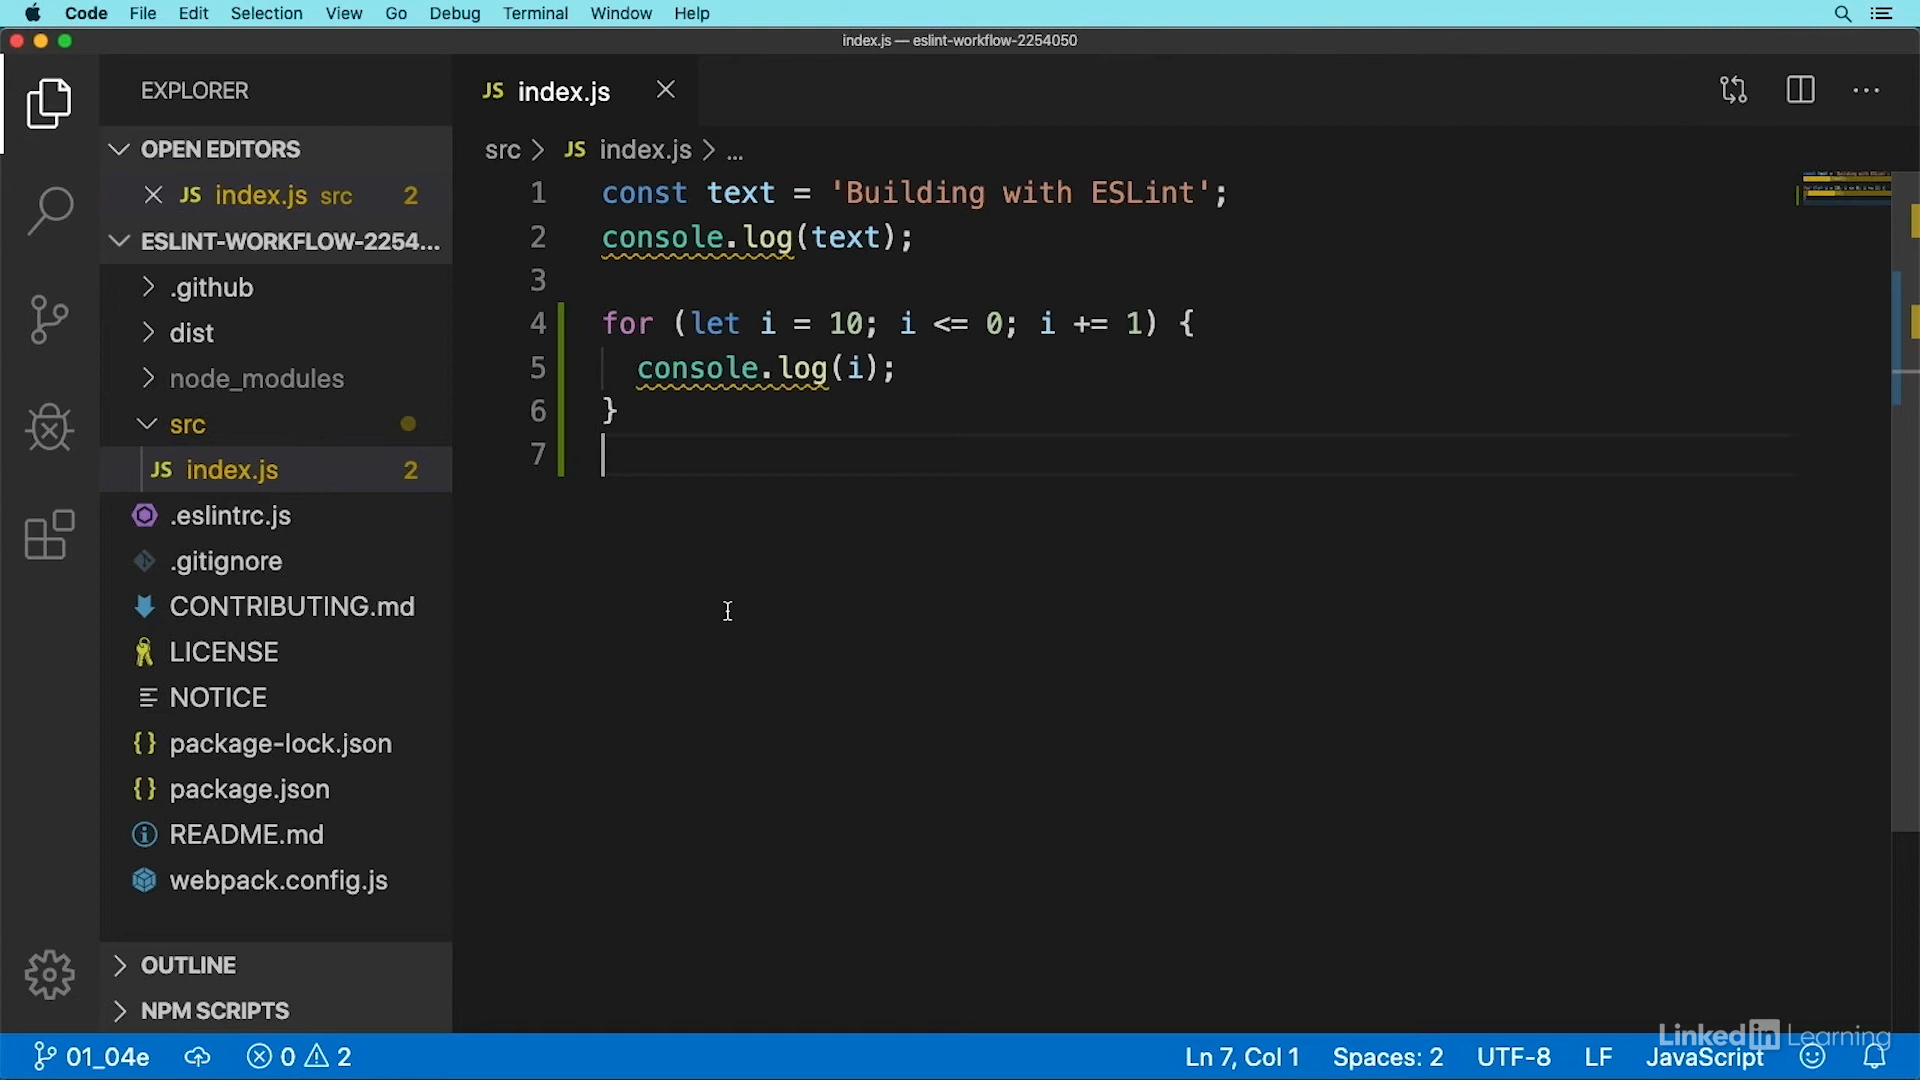 Code File Edit Selection View Go Debug Terminal Window Help
index.js — eslint-workflow-2254050
EXPLORER
OPEN EDITORS
JS index.js src 2
ESLINT-WORKFLOW-2254...
.github
dist
node_modules
src
JS index.js 2
.eslintrc.js
.gitignore
CONTRIBUTING.md
LICENSE
NOTICE
{} package-lock.json
{} package.json
README.md
webpack.config.js
OUTLINE
NPM SCRIPTS
JS index.js
src > JS index.js > ...
1 const text = 'Building with ESLint';
2 console.log(text);
3
4 for (let i = 10; i <= 0; i += 1) {
5 console.log(i);
6 }
7
LinkedIn Learning
01_04e 0 2 Ln 7, Col 1 Spaces: 2 UTF-8 LF JavaScript